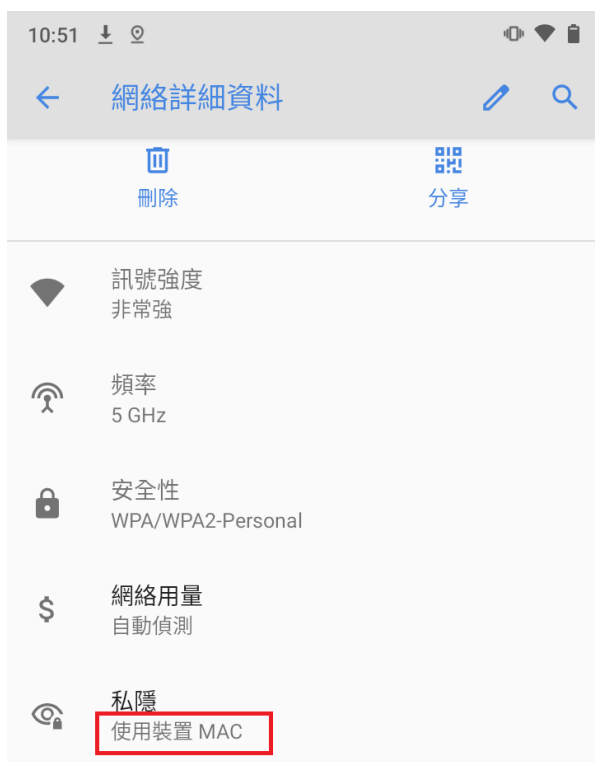 10:51
網絡詳細資料
刪除
分享
訊號強度
非常強
頻率
5 GHz
安全性
WPA/WPA2-Personal
網絡用量
自動偵測
私隱
使用裝置 MAC